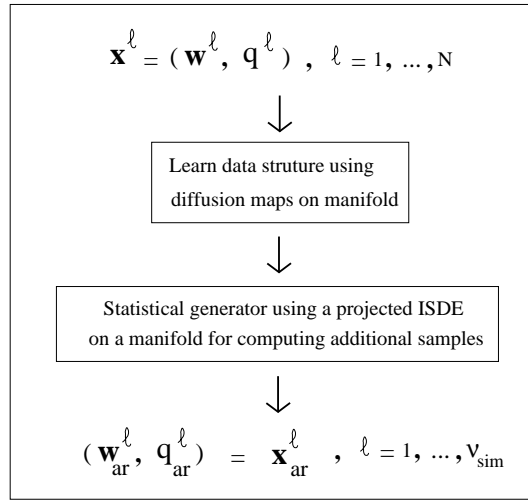 𝐱^ℓ = ( 𝐰^ℓ, q^ℓ ) , ℓ = 1, ..., N
Learn data struture using
diffusion maps on manifold
Statistical generator using a projected ISDE
on a manifold for computing additional samples
( 𝐰_ar^ℓ, q_ar^ℓ ) = 𝐱_ar^ℓ , ℓ = 1, ..., ν_sim